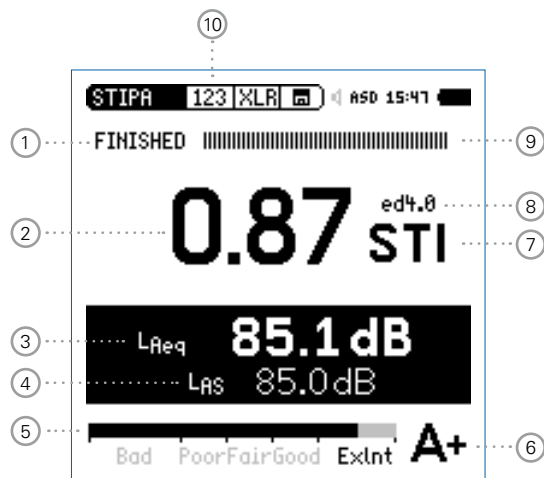 10
STIPA 123 XLR ASD 15:47
1 FINISHED 9
ed4.0 8
2 0.87 STI 7
3 LAeq 85.1 dB
4 LAS 85.0 dB
5
Bad Poor Fair Good Exlnt A+ 6